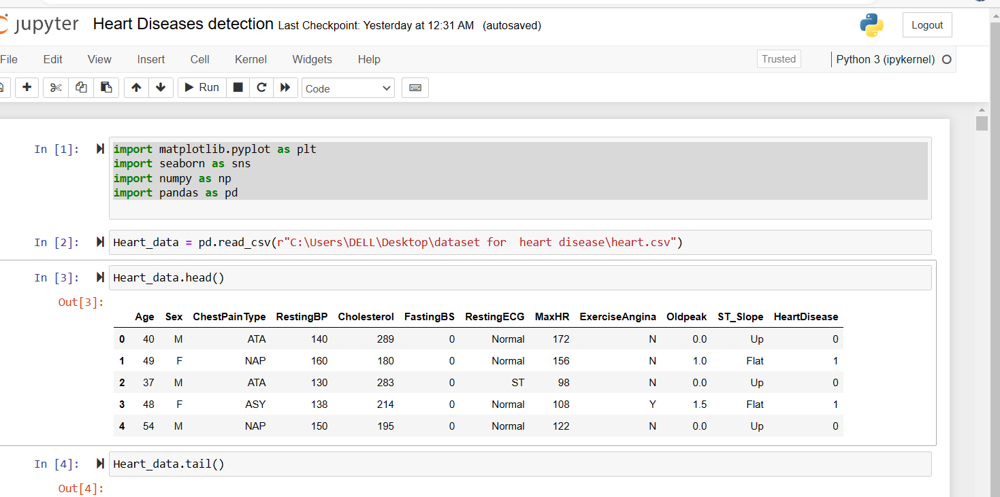 jupyter Heart Diseases detection Last Checkpoint: Yesterday at 12:31 AM (autosaved) Logout
File Edit View Insert Cell Kernel Widgets Help Trusted Python 3 (ipykernel)
Run Code
In [1]: import matplotlib.pyplot as plt
import seaborn as sns
import numpy as np
import pandas as pd
In [2]: Heart_data = pd.read_csv(r"C:\Users\DELL\Desktop\dataset for  heart disease\heart.csv")
In [3]: Heart_data.head()
Out[3]:
Age Sex ChestPainType RestingBP Cholesterol FastingBS RestingECG MaxHR ExerciseAngina Oldpeak ST_Slope HeartDisease
0 40 M ATA 140 289 0 Normal 172 N 0.0 Up 0
1 49 F NAP 160 180 0 Normal 156 N 1.0 Flat 1
2 37 M ATA 130 283 0 ST 98 N 0.0 Up 0
3 48 F ASY 138 214 0 Normal 108 Y 1.5 Flat 1
4 54 M NAP 150 195 0 Normal 122 N 0.0 Up 0
In [4]: Heart_data.tail()
Out[4]: